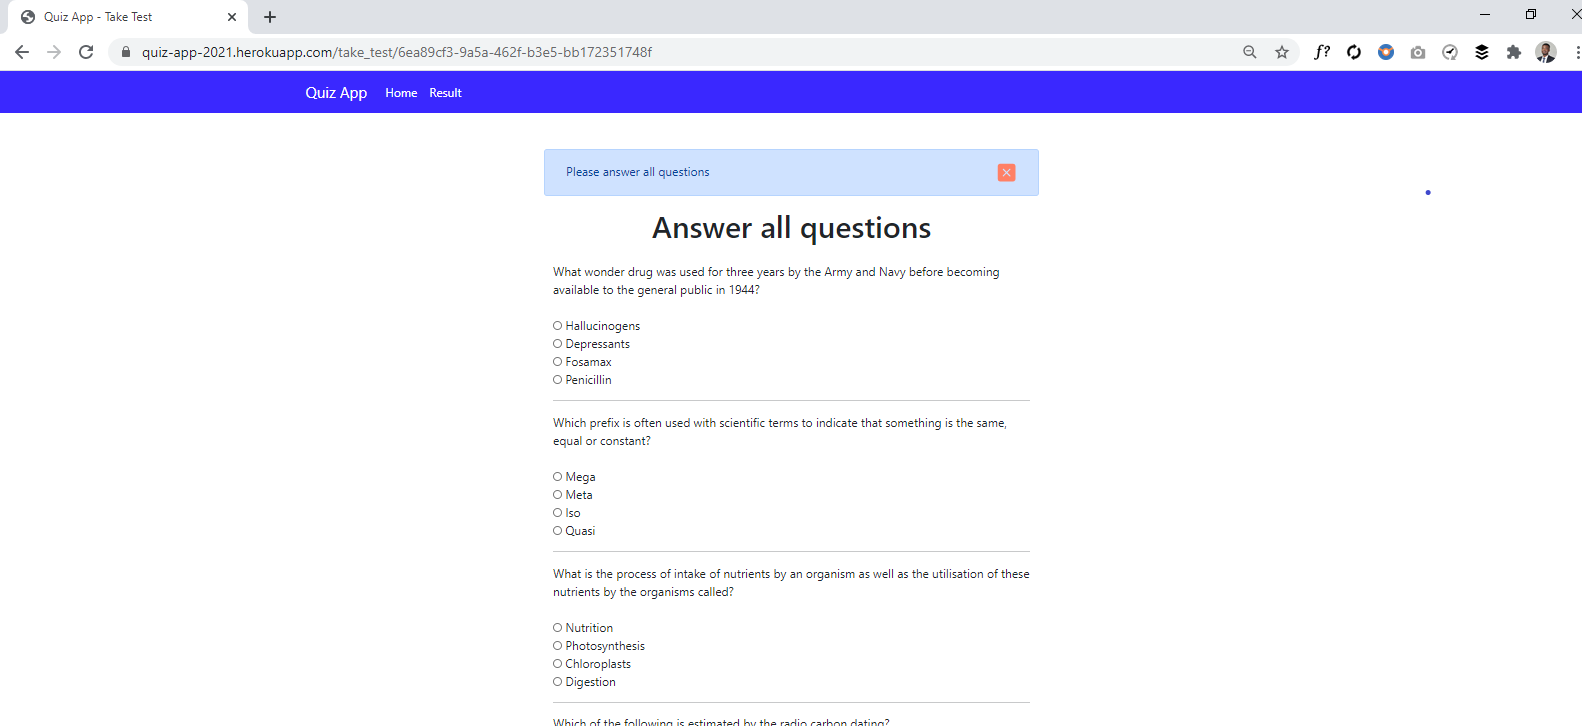 Quiz App - Take Test
quiz-app-2021.herokuapp.com/take_test/6ea89cf3-9a5a-462f-b3e5-bb172351748f
f?
Quiz App Home Result
Please answer all questions
Answer all questions
What wonder drug was used for three years by the Army and Navy before becoming
available to the general public in 1944?
Hallucinogens
Depressants
Fosamax
Penicillin
Which prefix is often used with scientific terms to indicate that something is the same,
equal or constant?
Mega
Meta
Iso
Quasi
What is the process of intake of nutrients by an organism as well as the utilisation of these
nutrients by the organisms called?
Nutrition
Photosynthesis
Chloroplasts
Digestion
Which of the following is estimated by the radio carbon dating?